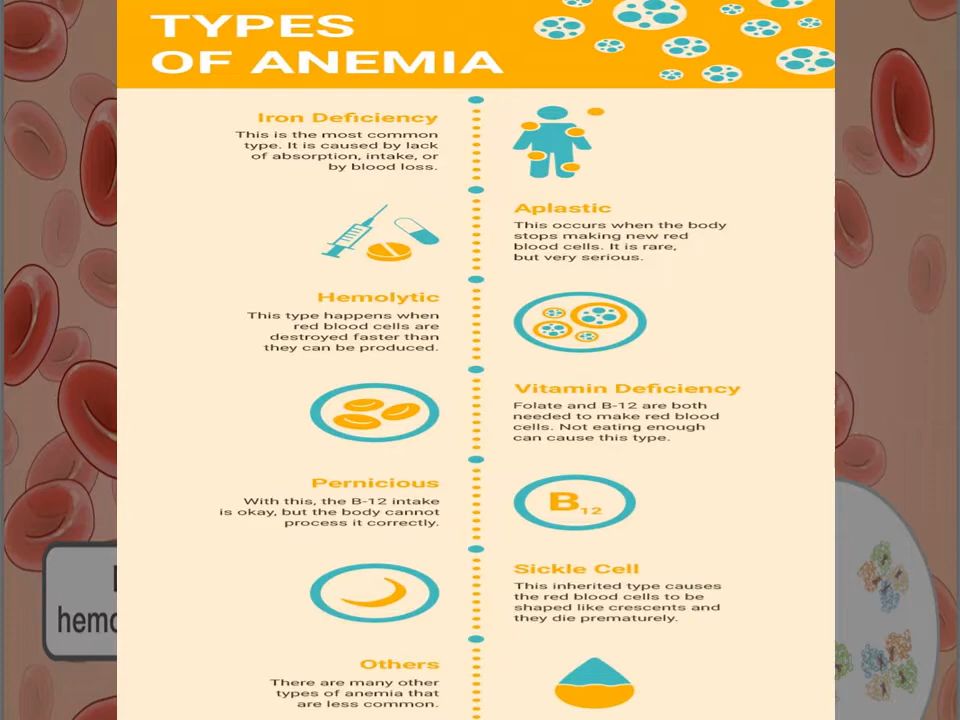 TYPES
OF ANEMIA
Iron Deficiency
This is the most common
type. It is caused by lack
of absorption, intake, or
by blood loss.
Aplastic
This occurs when the body
stops making new red
blood cells. It is rare,
but very serious.
Hemolytic
This type happens when
red blood cells are
destroyed faster than
they can be produced.
Vitamin Deficiency
Folate and B-12 are both
needed to make red blood
cells. Not eating enough
can cause this type.
Pernicious
With this, the B-12 intake
is okay, but the body cannot
process it correctly.
B12
Sickle Cell
This inherited type causes
the red blood cells to be
shaped like crescents and
they die prematurely.
Others
There are many other
types of anemia that
are less common.